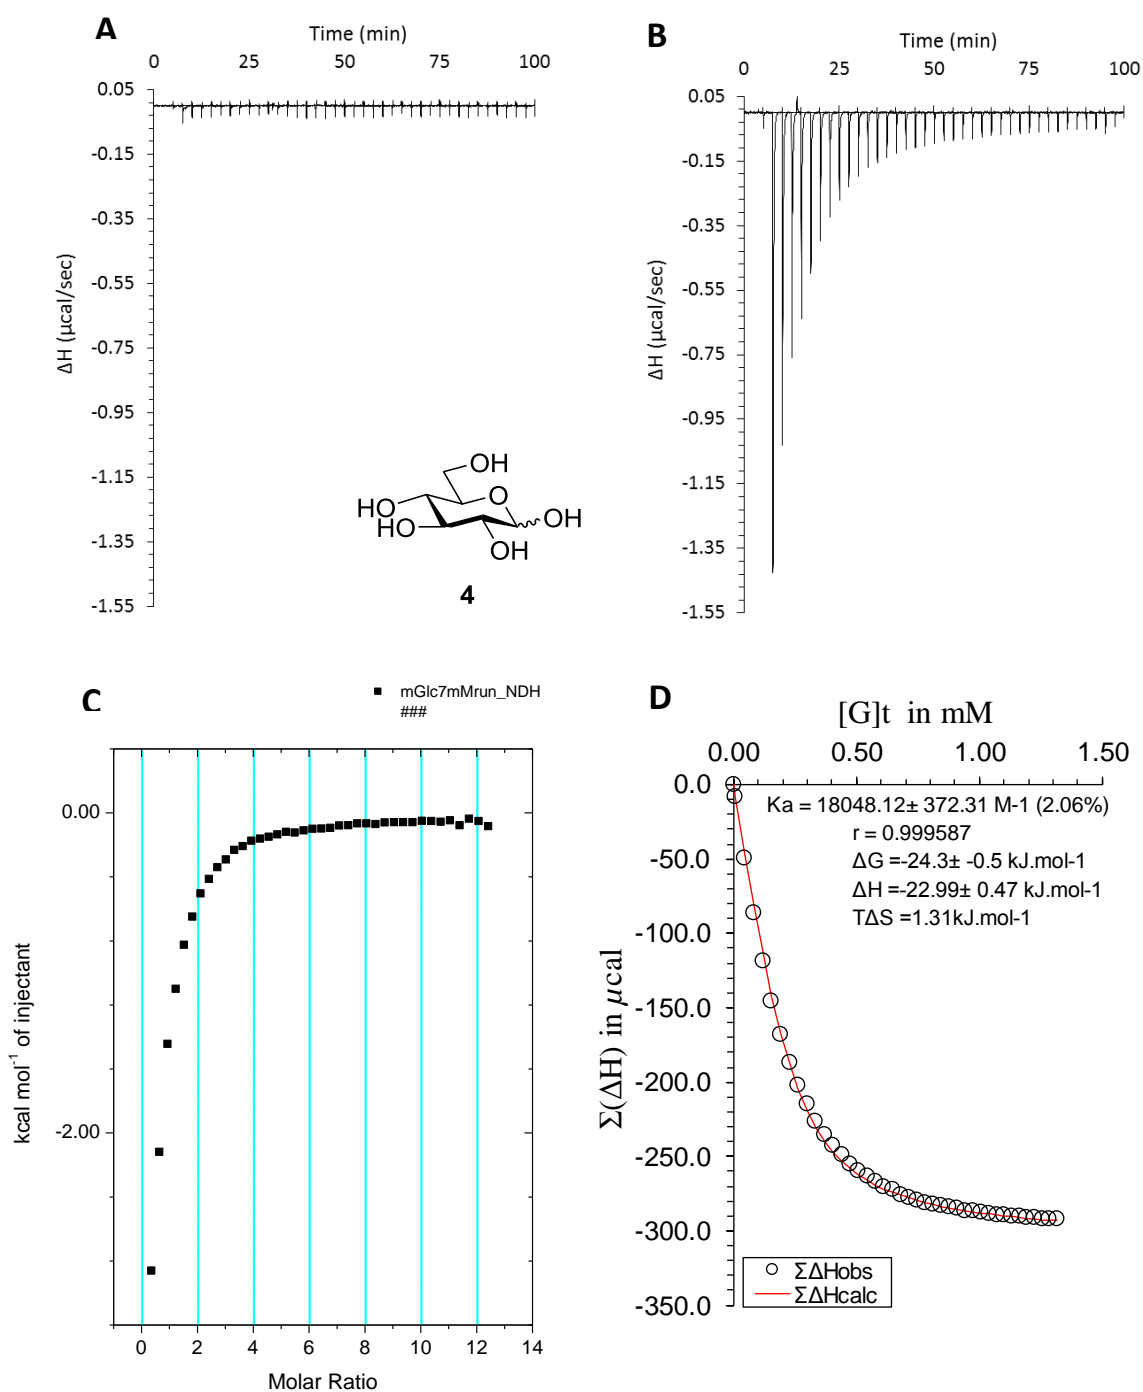 A
Time (min)
0 25 50 75 100
0.05
-0.15
-0.35
-0.55
-0.75
-0.95
-1.15
-1.35
-1.55
ΔH (µcal/sec)
OH
HO
O
HO
OH
OH
4
B
Time (min)
0 25 50 75 100
0.05
-0.15
-0.35
-0.55
-0.75
-0.95
-1.15
-1.35
-1.55
ΔH (µcal/sec)
C
mGlc7mMrun_NDH
###
0.00
-2.00
kcal mol⁻¹ of injectant
0 2 4 6 8 10 12 14
Molar Ratio
D
[G]t in mM
0.00 0.50 1.00 1.50
0.0
-50.0
-100.0
-150.0
-200.0
-250.0
-300.0
-350.0
Σ(ΔH) in µcal
Ka = 18048.12± 372.31 M-1 (2.06%)
r = 0.999587
ΔG =-24.3± -0.5 kJ.mol-1
ΔH =-22.99± 0.47 kJ.mol-1
TΔS =1.31kJ.mol-1
ΣΔHobs
ΣΔHcalc